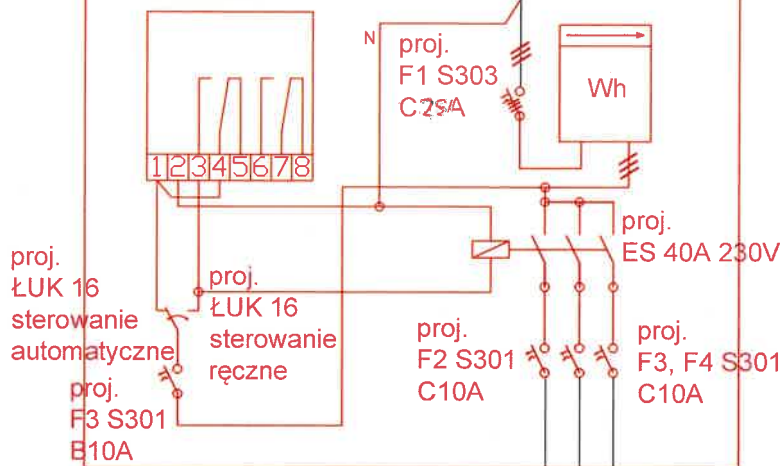 N
proj.
F1 S303
Wh
1 2 3 4 5 6 7 8
proj.
ES 40A 230V
proj.
ŁUK 16
sterowanie
automatyczne
proj.
ŁUK 16
sterowanie
ręczne
proj.
F2 S301
C10A
proj.
F3, F4 S301
C10A
proj.
F3 S301
B10A